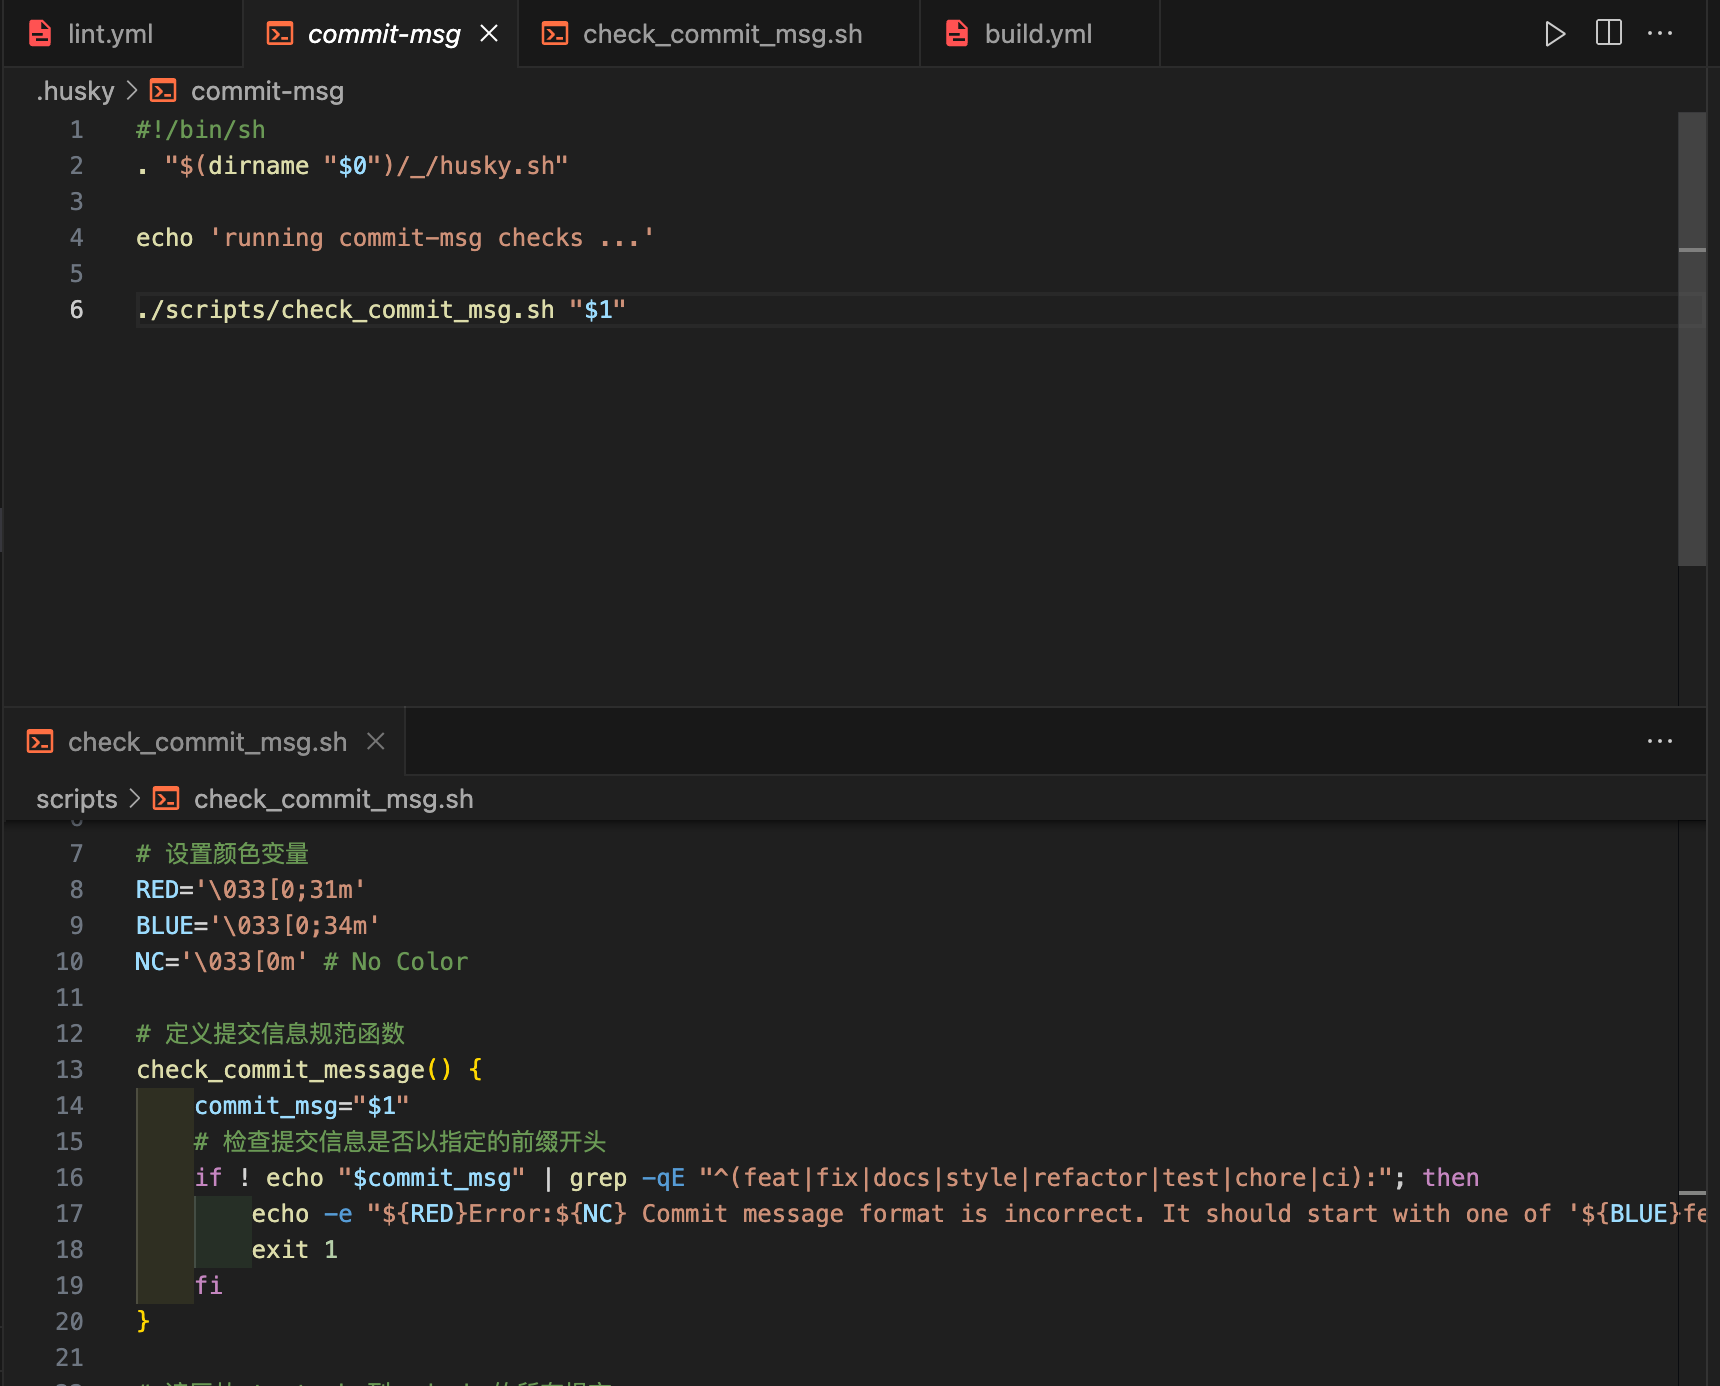 lint.yml
commit-msg
check_commit_msg.sh
build.yml
.husky > commit-msg
1 #!/bin/sh
2 . "$(dirname "$0")/_/husky.sh"
3
4 echo 'running commit-msg checks ...'
5
6 ./scripts/check_commit_msg.sh "$1"
check_commit_msg.sh
scripts > check_commit_msg.sh
7 # 设置颜色变量
8 RED='\033[0;31m'
9 BLUE='\033[0;34m'
10 NC='\033[0m' # No Color
11
12 # 定义提交信息规范函数
13 check_commit_message() {
14 commit_msg="$1"
15 # 检查提交信息是否以指定的前缀开头
16 if ! echo "$commit_msg" | grep -qE "^(feat|fix|docs|style|refactor|test|chore|ci):"; then
17 echo -e "${RED}Error:${NC} Commit message format is incorrect. It should start with one of '${BLUE}fe
18 exit 1
19 fi
20 }
21